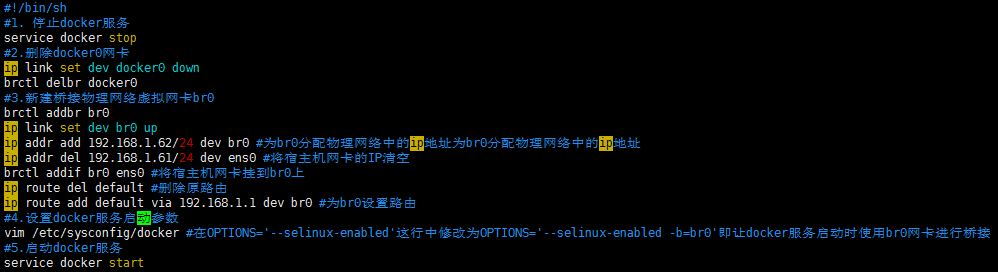 #!/bin/sh
#1. 停止docker服务
service docker stop
#2.删除docker0网卡
ip link set dev docker0 down
brctl delbr docker0
#3.新建桥接物理网络虚拟网卡br0
brctl addbr br0
ip link set dev br0 up
ip addr add 192.168.1.62/24 dev br0 #为br0分配物理网络中的ip地址为br0分配物理网络中的ip地址
ip addr del 192.168.1.61/24 dev ens0 #将宿主机网卡的IP清空
brctl addif br0 ens0 #将宿主机网卡挂到br0上
ip route del default #删除原路由
ip route add default via 192.168.1.1 dev br0 #为br0设置路由
#4.设置docker服务启动参数
vim /etc/sysconfig/docker #在OPTIONS='--selinux-enabled'这行中修改为OPTIONS='--selinux-enabled -b=br0'即让docker服务启动时使用br0网卡进行桥接
#5.启动docker服务
service docker start